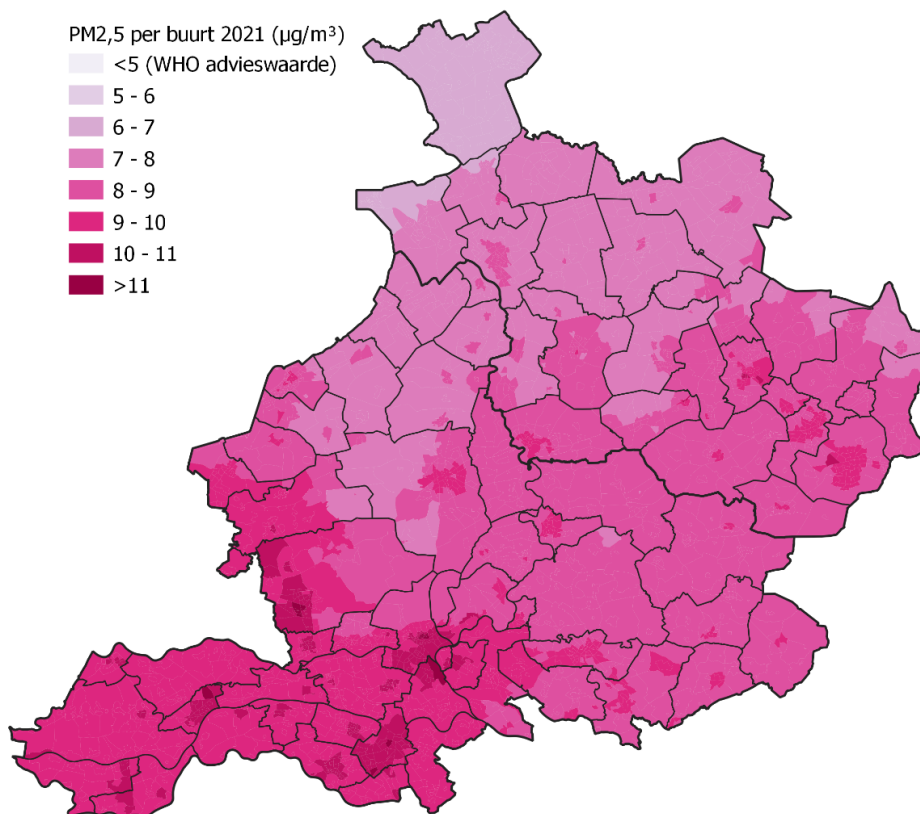 PM2,5 per buurt 2021 (µg/m³)
<5 (WHO advieswaarde)
5 - 6
6 - 7
7 - 8
8 - 9
9 - 10
10 - 11
>11